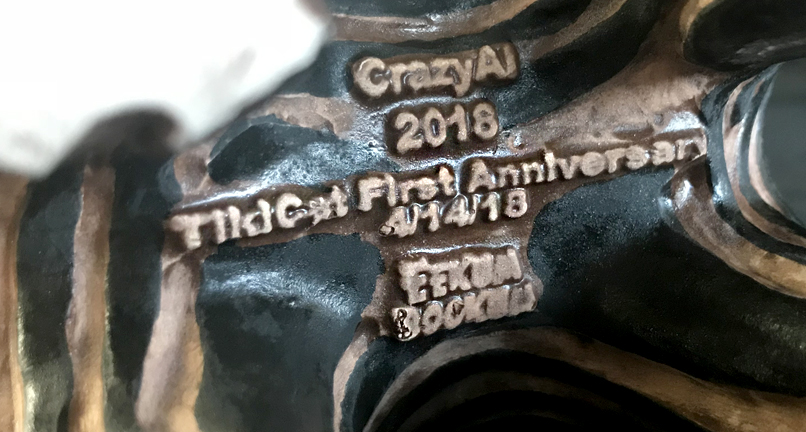 CrazyAl
2018
TikiCat First Anniversary
4/14/18
EEKUM
BOOKUM